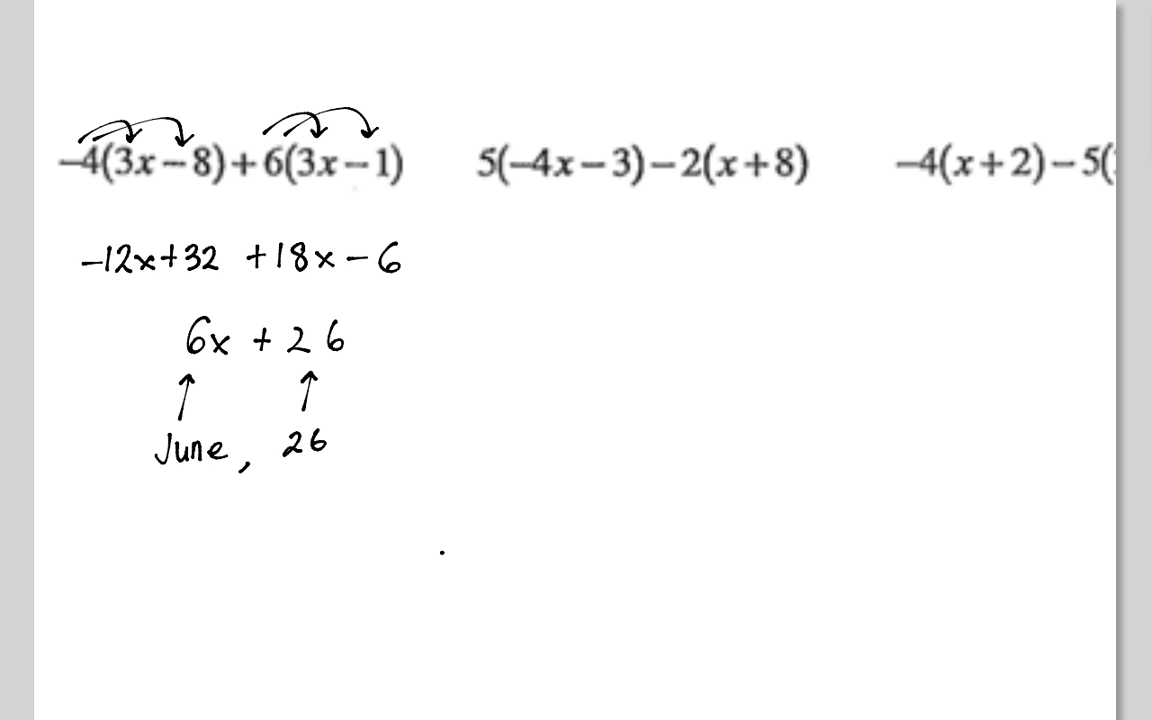 –4(3x – 8) + 6(3x – 1) 5(–4x – 3) – 2(x + 8) –4(x + 2) – 5(
-12x+32 +18x-6
6x + 26
↑ ↑
June, 26